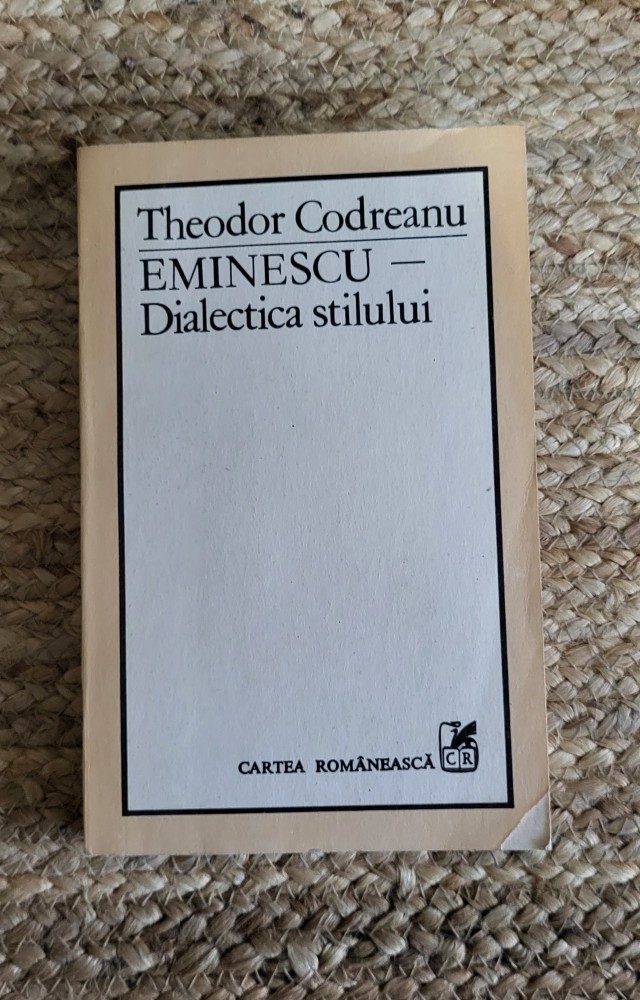 Theodor Codreanu
EMINESCU —
Dialectica stilului
CARTEA ROMÂNEASCĂ
CR